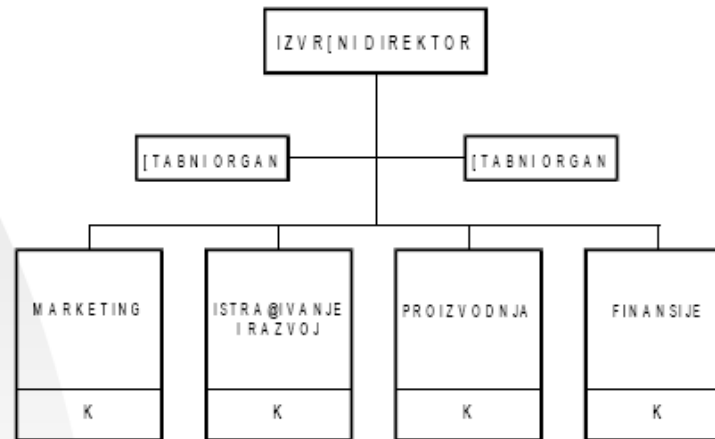 IZVR[NI DIREKTOR
[TABNI ORGAN
[TABNI ORGAN
MARKETING
ISTRA@IVANJE
I RAZVOJ
PROIZVODNJA
FINANSIJE
K
K
K
K